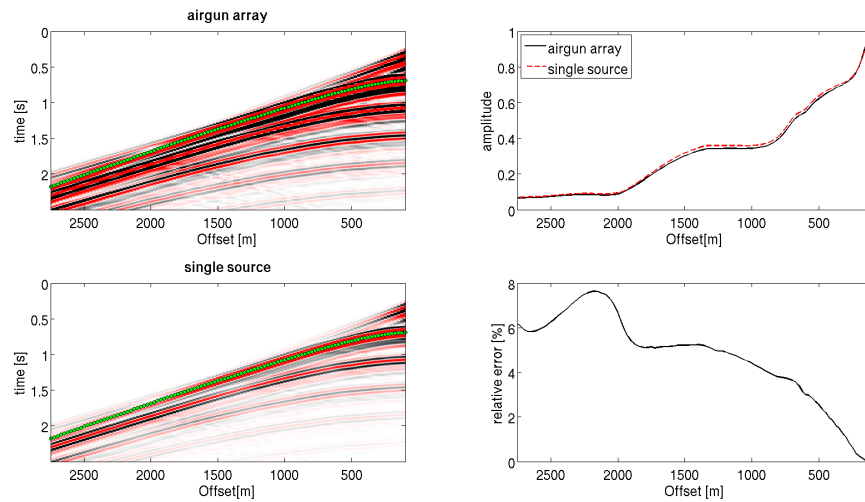 airgun array
0
0.5
1
1.5
2
time [s]
2500 2000 1500 1000 500
Offset [m]
1
0.8
0.6
0.4
0.2
0
amplitude
airgun array
single source
2500 2000 1500 1000 500
Offset[m]
single source
0
0.5
1
1.5
2
time [s]
2500 2000 1500 1000 500
Offset[m]
8
6
4
2
0
relative error [%]
2500 2000 1500 1000 500
Offset [m]